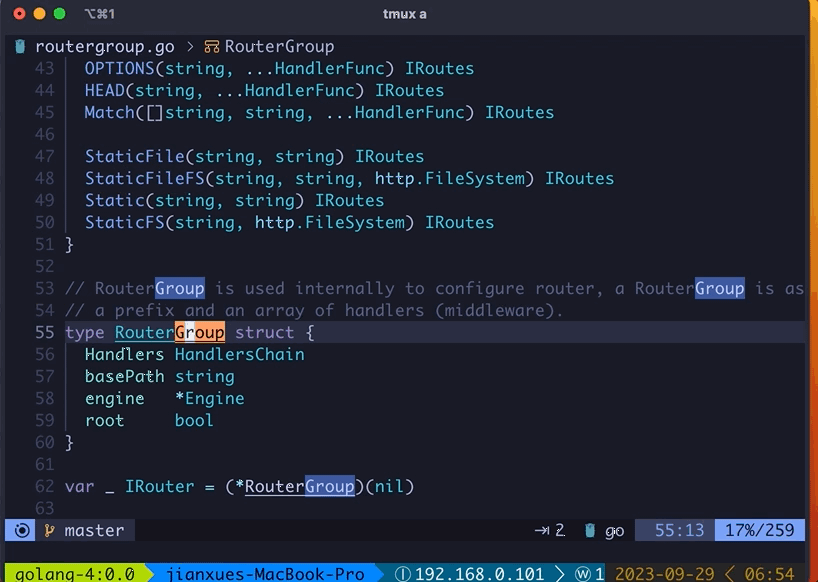 ⌥⌘1 tmux a
routergroup.go > RouterGroup
43 OPTIONS(string, ...HandlerFunc) IRoutes
44 HEAD(string, ...HandlerFunc) IRoutes
45 Match([]string, string, ...HandlerFunc) IRoutes
46
47 StaticFile(string, string) IRoutes
48 StaticFileFS(string, string, http.FileSystem) IRoutes
49 Static(string, string) IRoutes
50 StaticFS(string, http.FileSystem) IRoutes
51 }
52
53 // RouterGroup is used internally to configure router, a RouterGroup is as
54 // a prefix and an array of handlers (middleware).
55 type RouterGroup struct {
56 Handlers HandlersChain
57 basePath string
58 engine *Engine
59 root bool
60 }
61
62 var _ IRouter = (*RouterGroup)(nil)
63
master 2 go 55:13 17%/259
golang-4:0.0 jianxues-MacBook-Pro Ⓛ 192.168.0.101 > ⓦ 1 2023-09-29 < 06:54